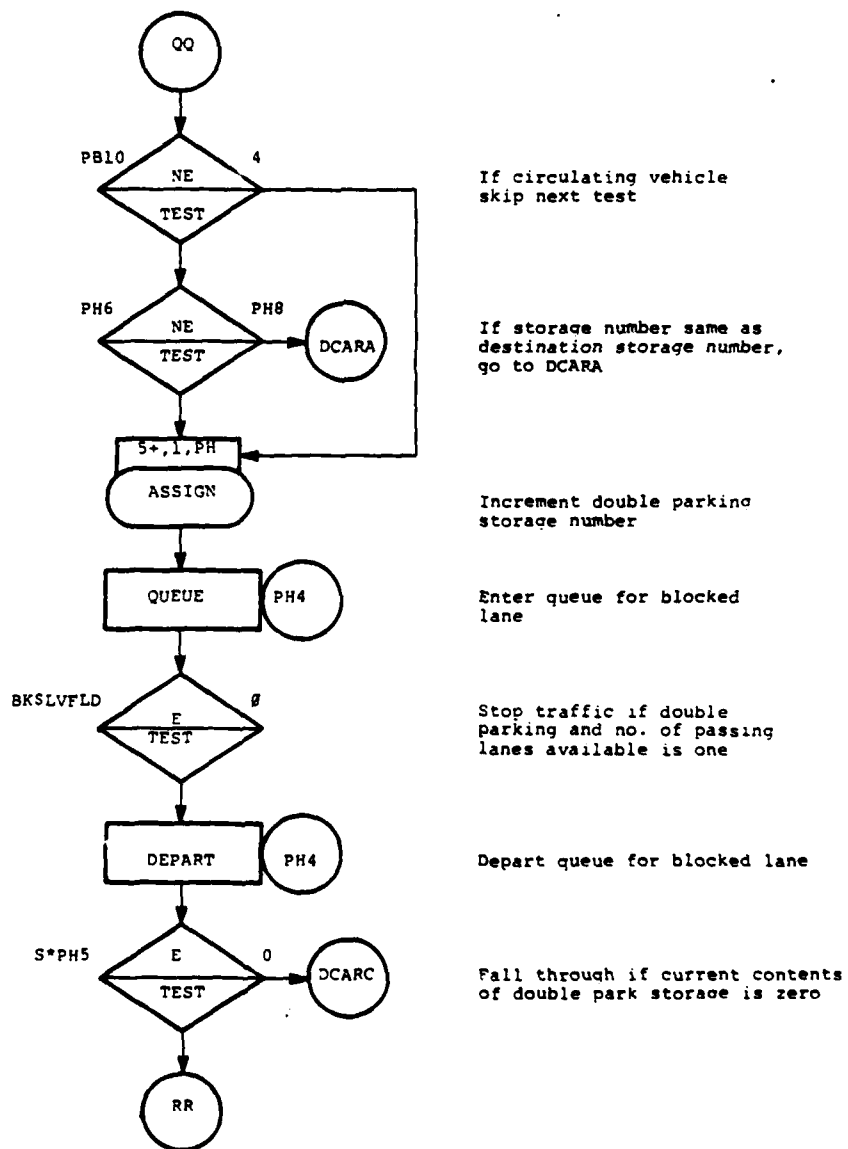 QQ
PB10 4
NE
TEST
If circulating vehicle
skip next test
PH6 PH8
NE
TEST
DCARA
If storage number same as
destination storage number,
go to DCARA
5+,1,PH
ASSIGN
Increment double parking
storage number
QUEUE PH4
Enter queue for blocked
lane
BKSLVFLD Ø
E
TEST
Stop traffic if double
parking and no. of passing
lanes available is one
DEPART PH4
Depart queue for blocked lane
S*PH5 E 0
TEST
DCARC
Fall through if current contents
of double park storage is zero
RR